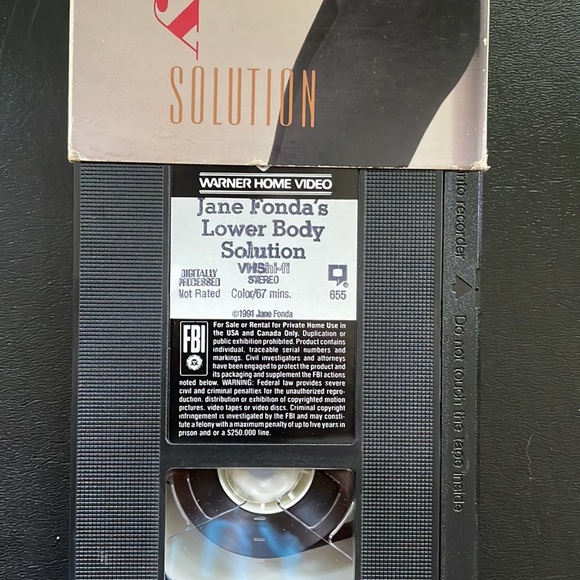 y
SOLUTION
WARNER HOME VIDEO
Jane Fonda's
Lower Body
Solution
VHS hi-fi
STEREO
DIGITALLY
PROCESSED
Not Rated Color/67 mins. 655
©1991 Jane Fonda
FBI
For Sale or Rental for Private Home Use in
the USA and Canada Only. Duplication or
public exhibition prohibited. Product contains
individual, traceable serial numbers and
markings. Civil investigators and attorneys
have been engaged to protect the product and
its packaging and supplement the FBI actions
noted below. WARNING: Federal law provides severe
civil and criminal penalties for the unauthorized repro-
duction, distribution or exhibition of copyrighted motion
pictures, video tapes or video discs. Criminal copyright
infringement is investigated by the FBI and may consti-
tute a felony with a maximum penalty of up to five years in
prison and or a $250.000 fine.
into recorder
Do not touch the tape inside